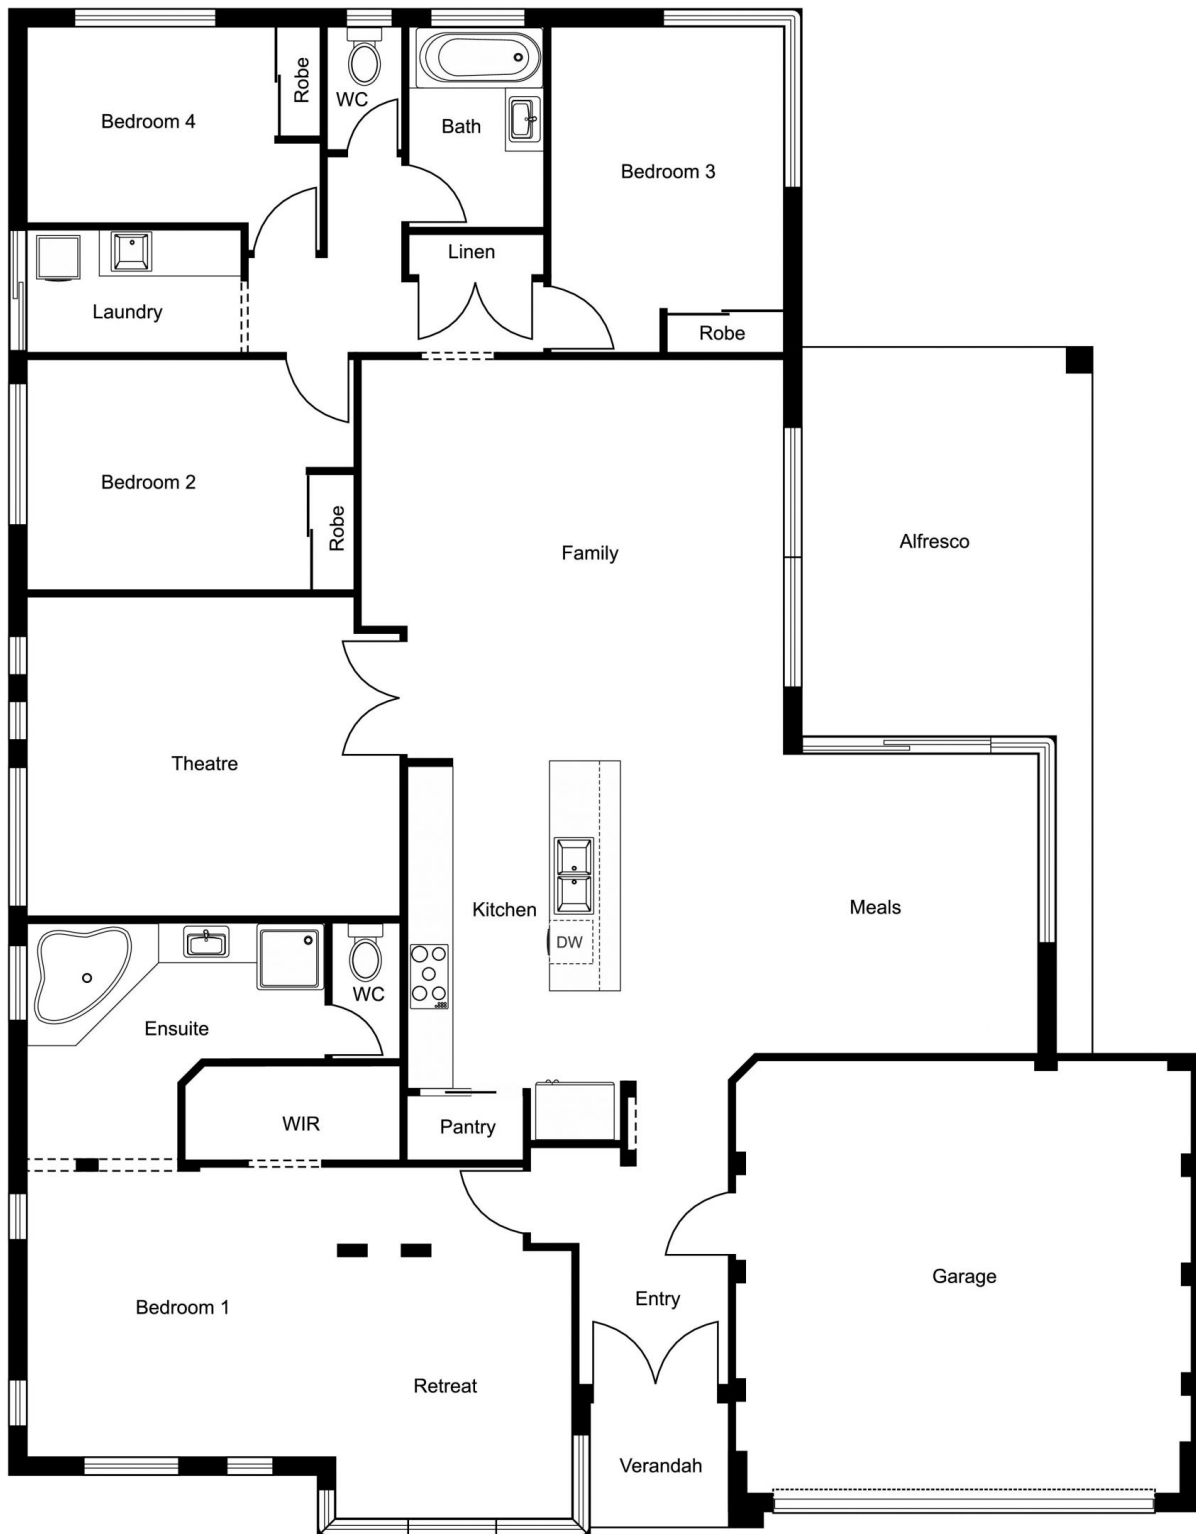 Robe
WC
Bedroom 4
Bath
Bedroom 3
Linen
Laundry
Robe
Bedroom 2
Robe
Family
Alfresco
Theatre
Kitchen
Meals
DW
WC
Ensuite
WIR
Pantry
Garage
Entry
Bedroom 1
Retreat
Verandah